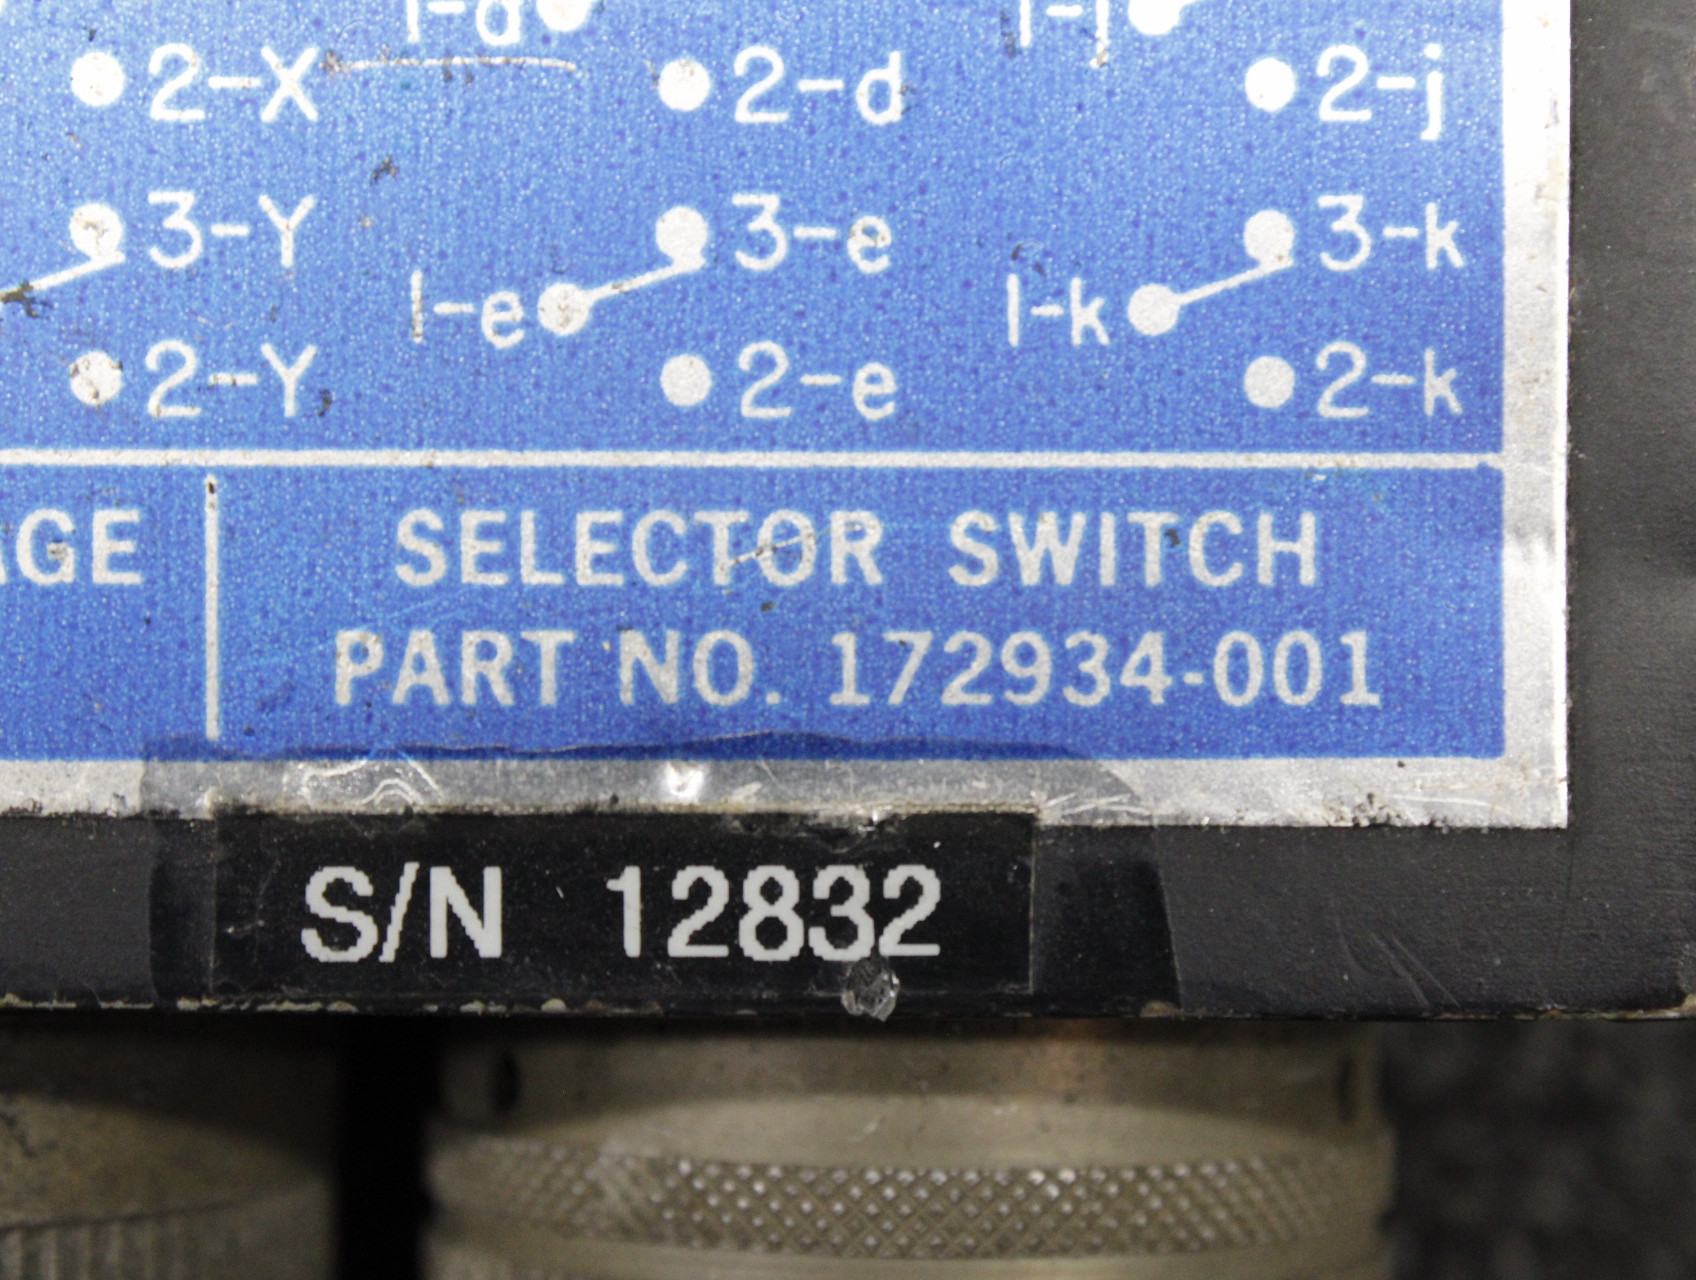 1-d 1-j
2-X 2-d 2-j
3-Y 3-e 3-k
1-e 1-k
2-Y 2-e 2-k
AGE
SELECTOR SWITCH
PART NO. 172934-001
S/N 12832